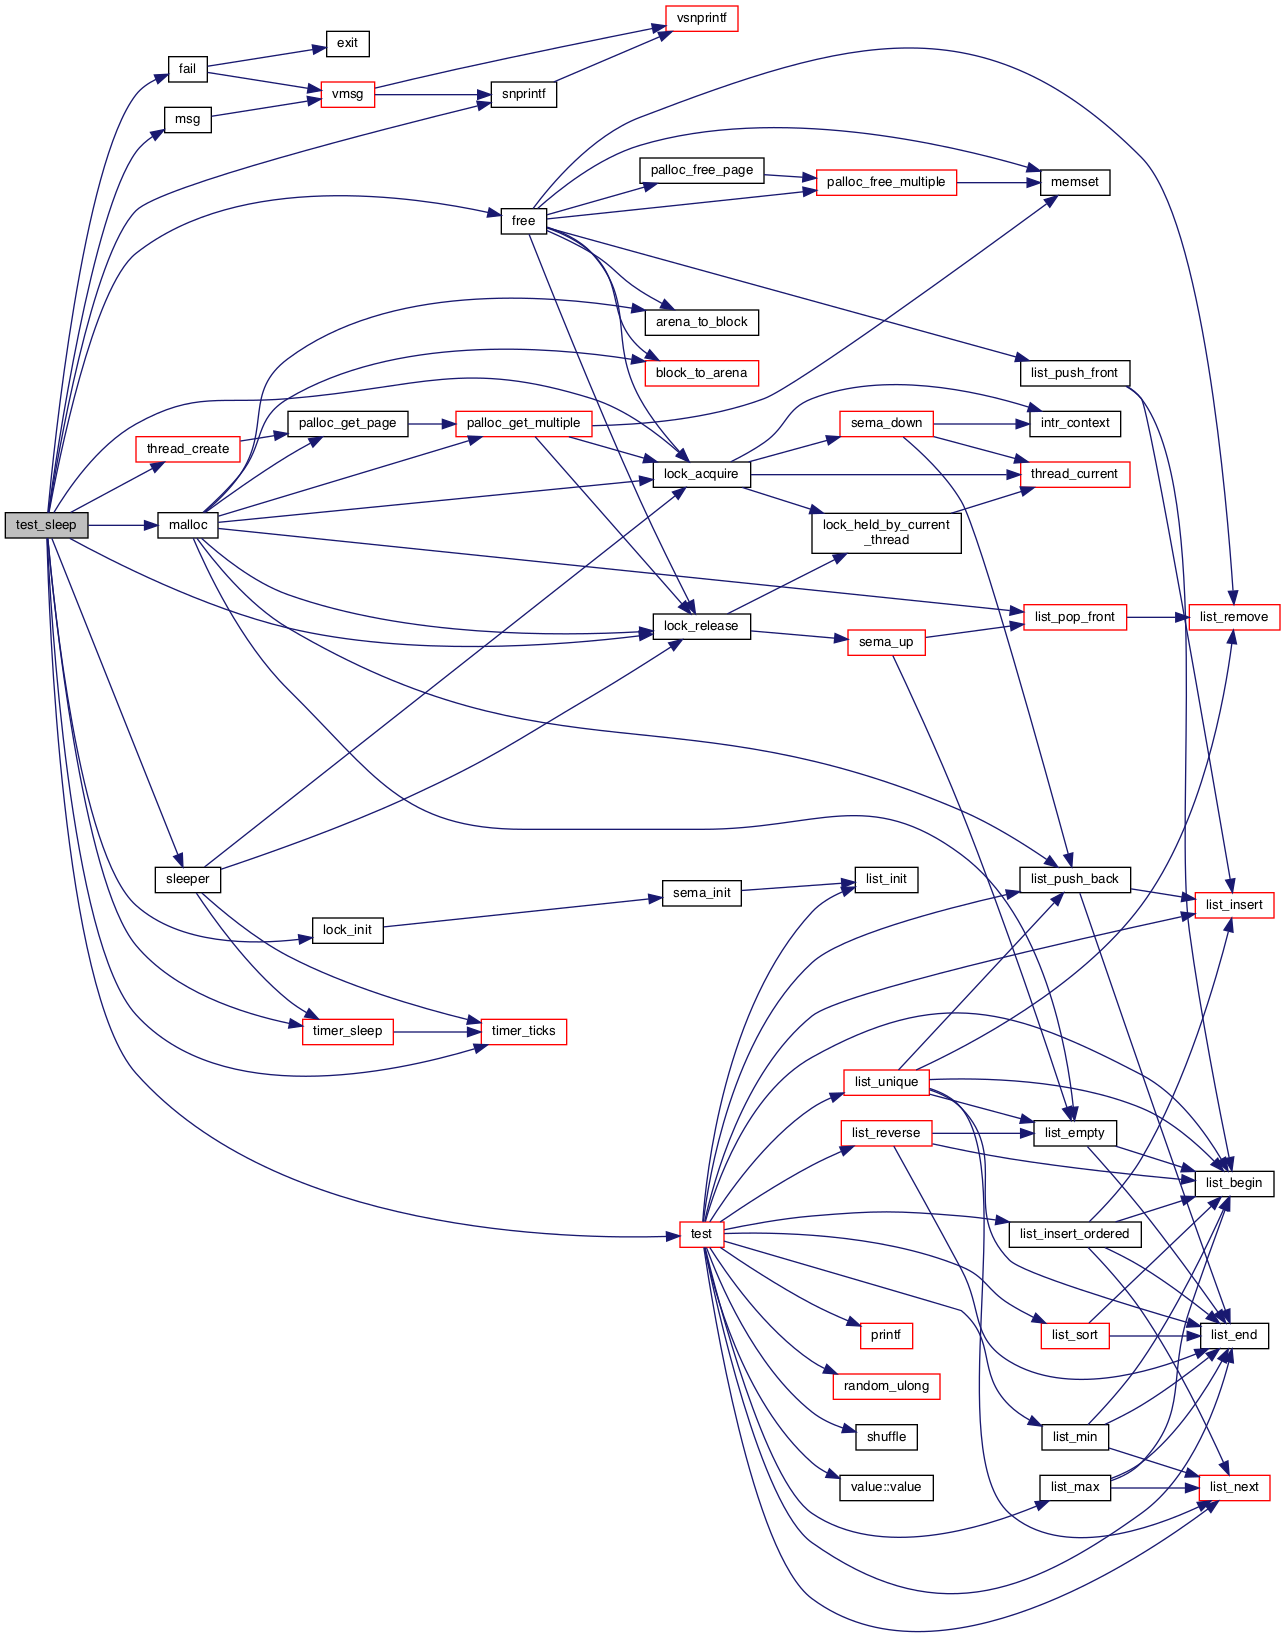 vsnprintf
exit
fail
vmsg
snprintf
msg
palloc_free_page
palloc_free_multiple
memset
free
arena_to_block
block_to_arena
list_push_front
palloc_get_page
palloc_get_multiple
sema_down
intr_context
thread_create
lock_acquire
thread_current
test_sleep
malloc
lock_held_by_current
_thread
lock_release
list_pop_front
list_remove
sema_up
sleeper
list_init
list_push_back
sema_init
list_insert
lock_init
timer_sleep
timer_ticks
list_unique
list_reverse
list_empty
list_begin
test
list_insert_ordered
printf
list_sort
list_end
random_ulong
shuffle
list_min
value::value
list_max
list_next